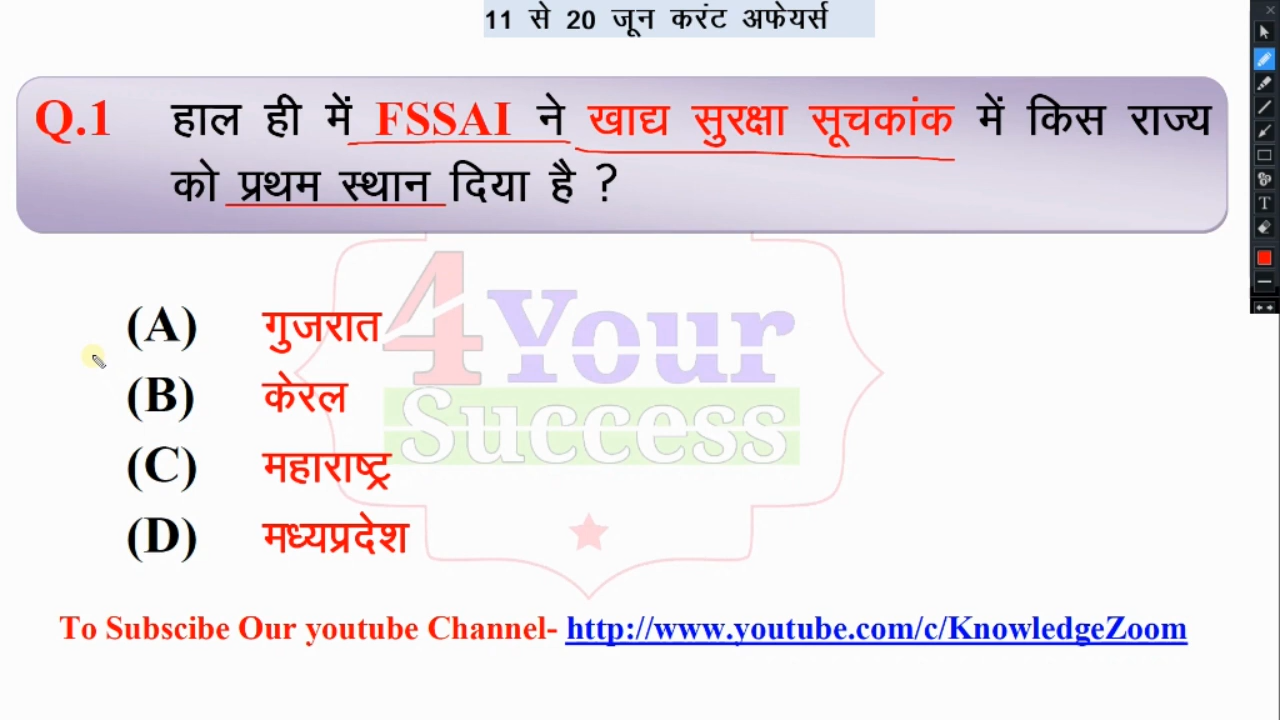 11 से 20 जून करंट अफेयर्स
Q.1 हाल ही में FSSAI ने खाद्य सुरक्षा सूचकांक में किस राज्य
को प्रथम स्थान दिया है ?
4 Your
Success
(A) गुजरात
(B) केरल
(C) महाराष्ट्र
(D) मध्यप्रदेश
To Subscibe Our youtube Channel- http://www.youtube.com/c/KnowledgeZoom